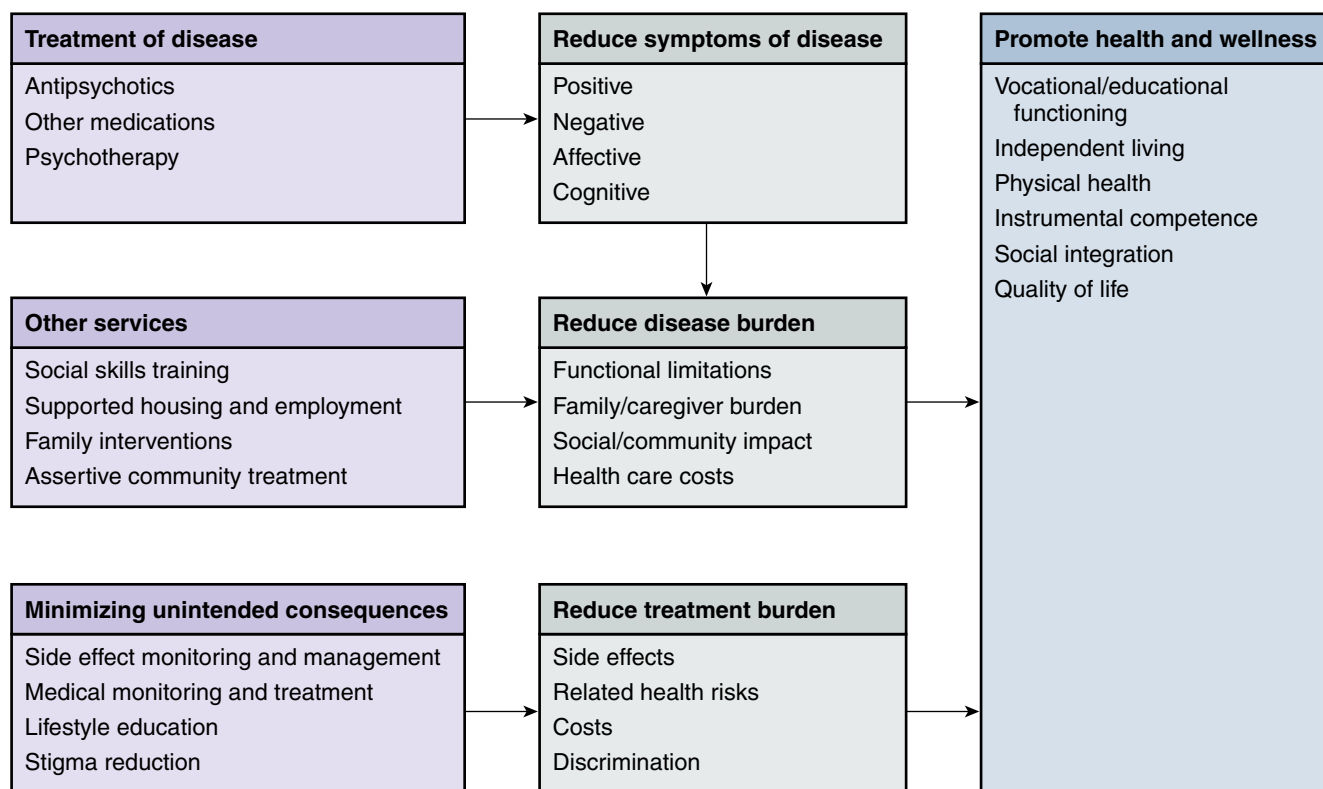 Treatment of disease
Antipsychotics
Other medications
Psychotherapy
Reduce symptoms of disease
Positive
Negative
Affective
Cognitive
Promote health and wellness
Vocational/educational
functioning
Independent living
Physical health
Instrumental competence
Social integration
Quality of life
Other services
Social skills training
Supported housing and employment
Family interventions
Assertive community treatment
Reduce disease burden
Functional limitations
Family/caregiver burden
Social/community impact
Health care costs
Minimizing unintended consequences
Side effect monitoring and management
Medical monitoring and treatment
Lifestyle education
Stigma reduction
Reduce treatment burden
Side effects
Related health risks
Costs
Discrimination